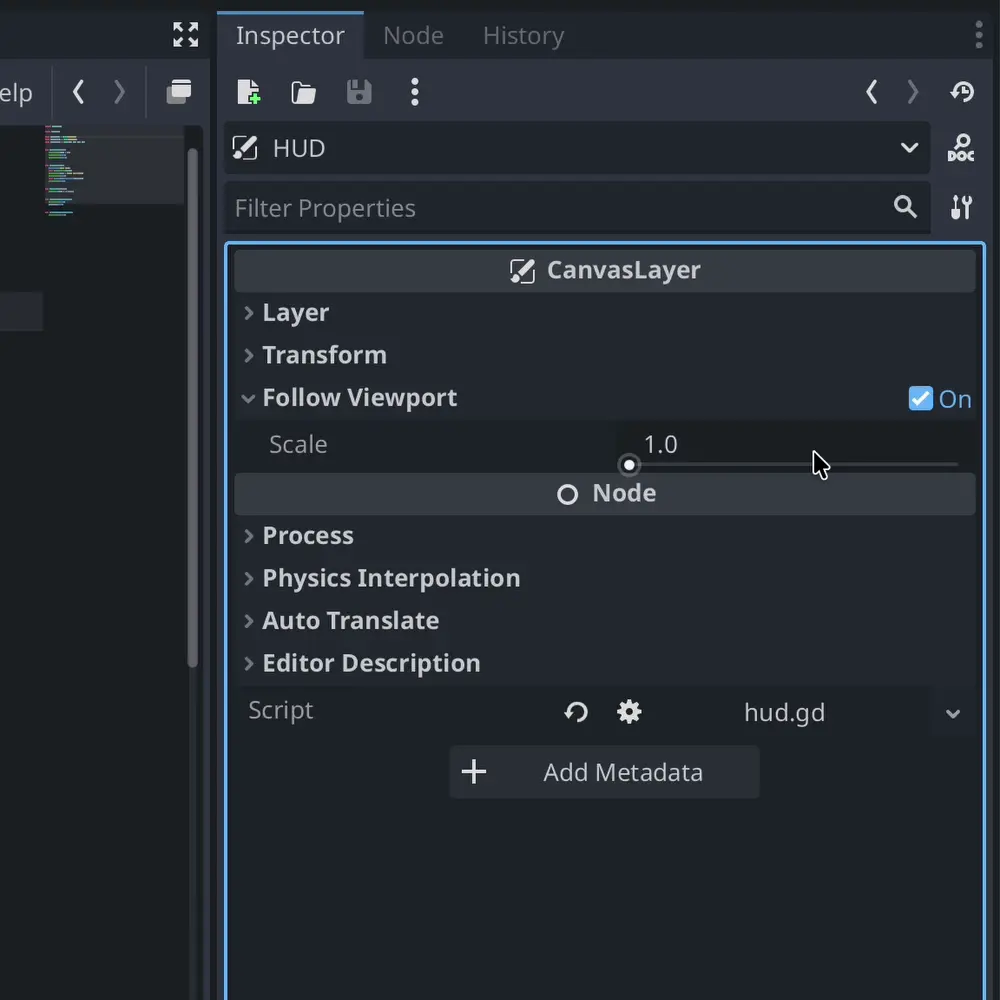 Inspector Node History
elp
HUD
DOC
Filter Properties
CanvasLayer
Layer
Transform
Follow Viewport On
Scale 1.0
Node
Process
Physics Interpolation
Auto Translate
Editor Description
Script hud.gd
Add Metadata